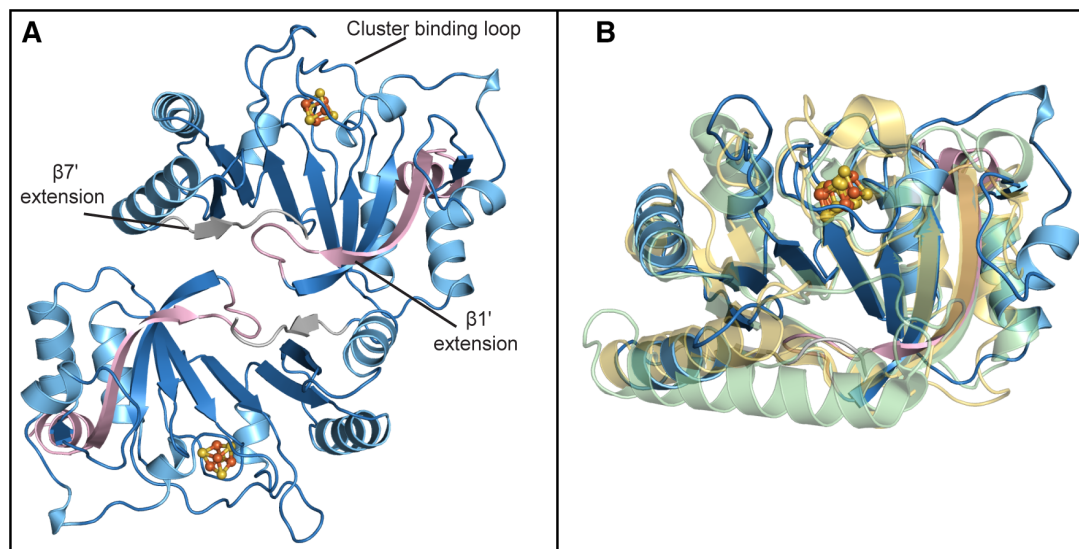 A
Cluster binding loop
β7'
extension
β1'
extension
B